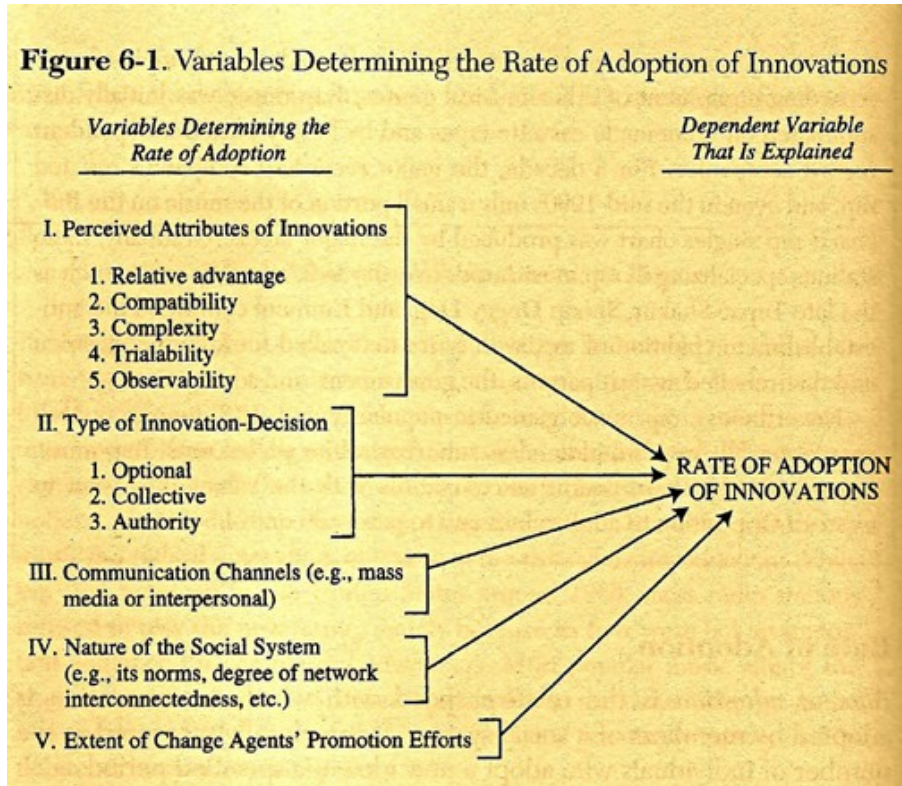 Figure 6-1. Variables Determining the Rate of Adoption of Innovations
Variables Determining the
Rate of Adoption
Dependent Variable
That Is Explained
I. Perceived Attributes of Innovations
1. Relative advantage
2. Compatibility
3. Complexity
4. Trialability
5. Observability
II. Type of Innovation-Decision
1. Optional
2. Collective
3. Authority
RATE OF ADOPTION
OF INNOVATIONS
III. Communication Channels (e.g., mass
media or interpersonal)
IV. Nature of the Social System
(e.g., its norms, degree of network
interconnectedness, etc.)
V. Extent of Change Agents' Promotion Efforts